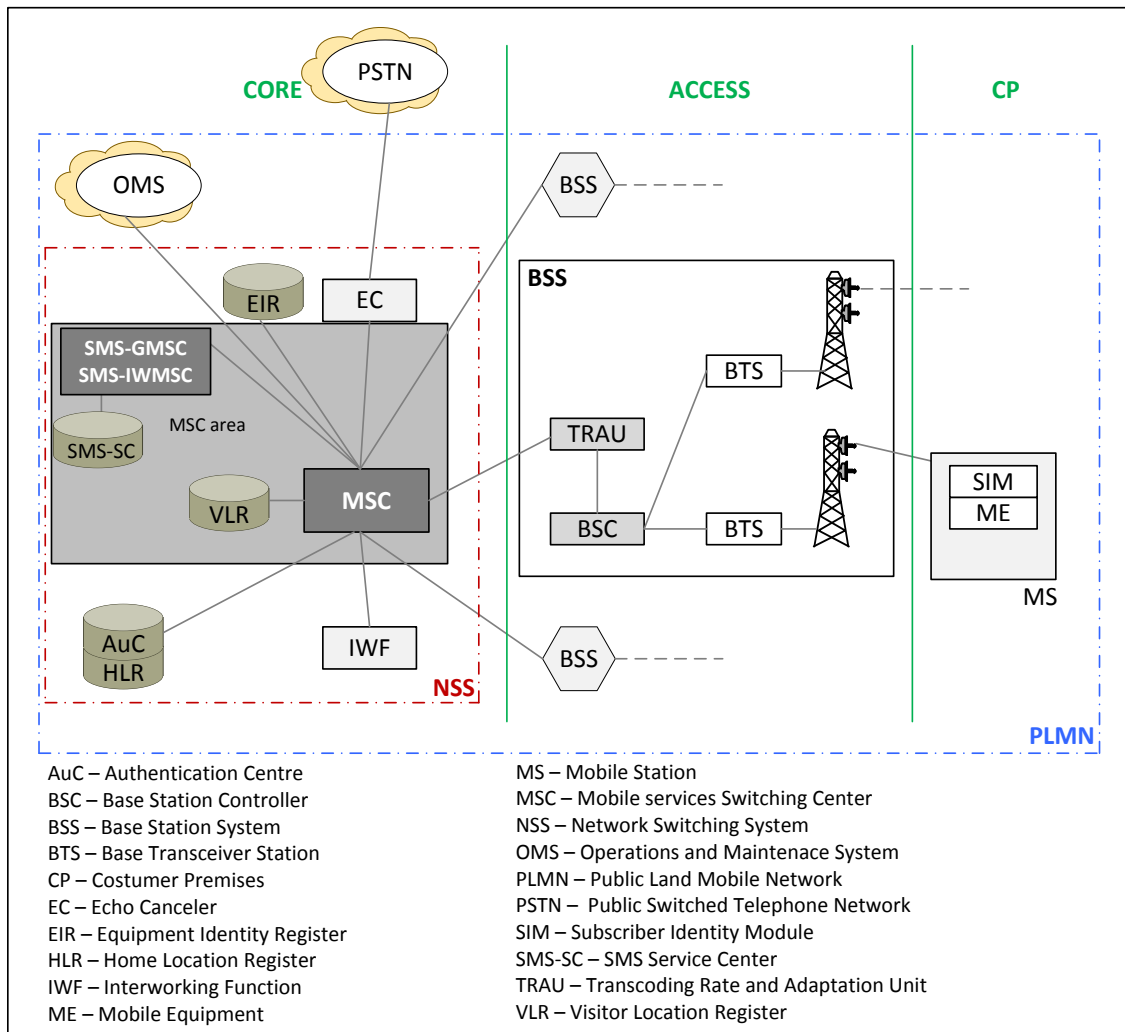 CORE
PSTN
ACCESS
CP
OMS
BSS
EIR
EC
BSS
SMS-GMSC
SMS-IWMSC
MSC area
SMS-SC
BTS
TRAU
VLR
MSC
BSC
BTS
SIM
ME
MS
AuC
HLR
IWF
BSS
NSS
PLMN
AuC – Authentication Centre
BSC – Base Station Controller
BSS – Base Station System
BTS – Base Transceiver Station
CP – Costumer Premises
EC – Echo Canceler
EIR – Equipment Identity Register
HLR – Home Location Register
IWF – Interworking Function
ME – Mobile Equipment
MS – Mobile Station
MSC – Mobile services Switching Center
NSS – Network Switching System
OMS – Operations and Maintenace System
PLMN – Public Land Mobile Network
PSTN – Public Switched Telephone Network
SIM – Subscriber Identity Module
SMS-SC – SMS Service Center
TRAU – Transcoding Rate and Adaptation Unit
VLR – Visitor Location Register